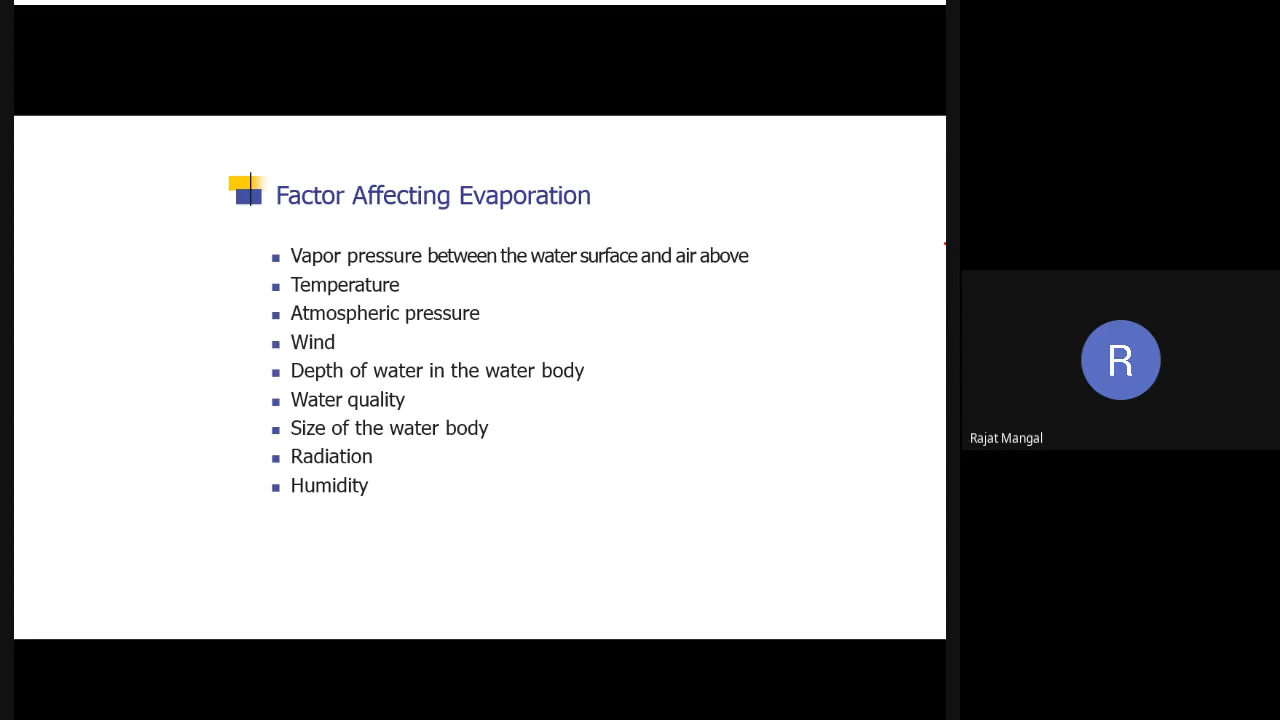 Factor Affecting Evaporation
Vapor pressure between the water surface and air above
Temperature
Atmospheric pressure
Wind
Depth of water in the water body
Water quality
Size of the water body
Radiation
Humidity
R
Rajat Mangal